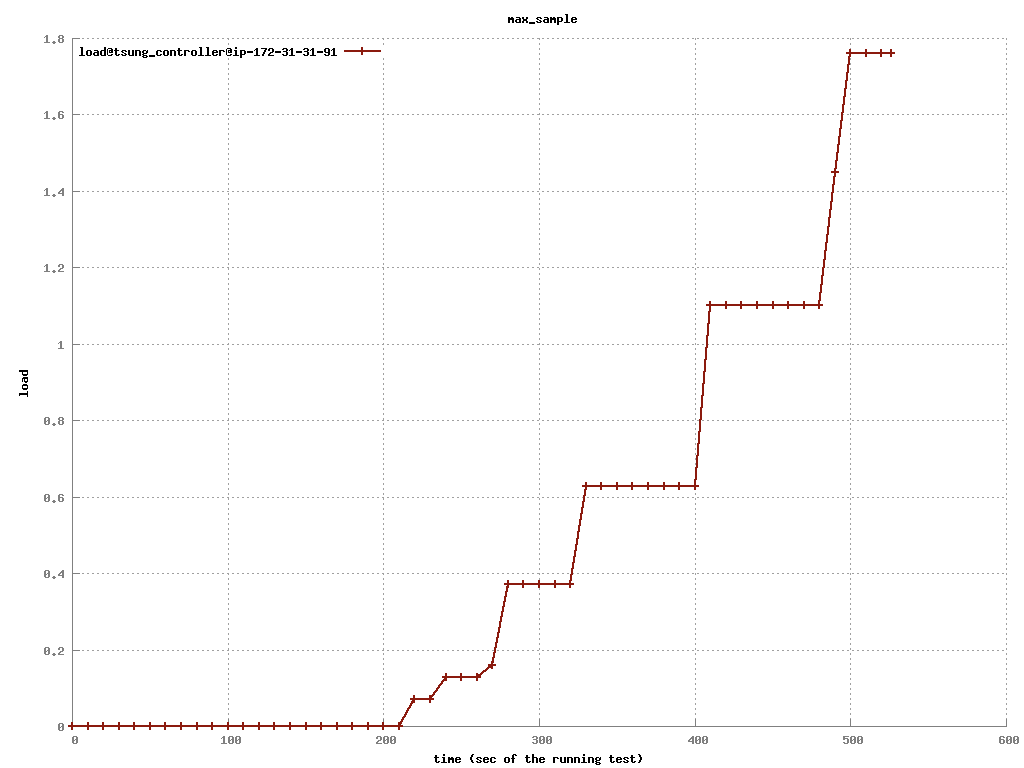 max_sample
load@tsung_controller@ip-172-31-31-91
1.8
1.6
1.4
1.2
1
0.8
0.6
0.4
0.2
0
load
0 100 200 300 400 500 600
time (sec of the running test)